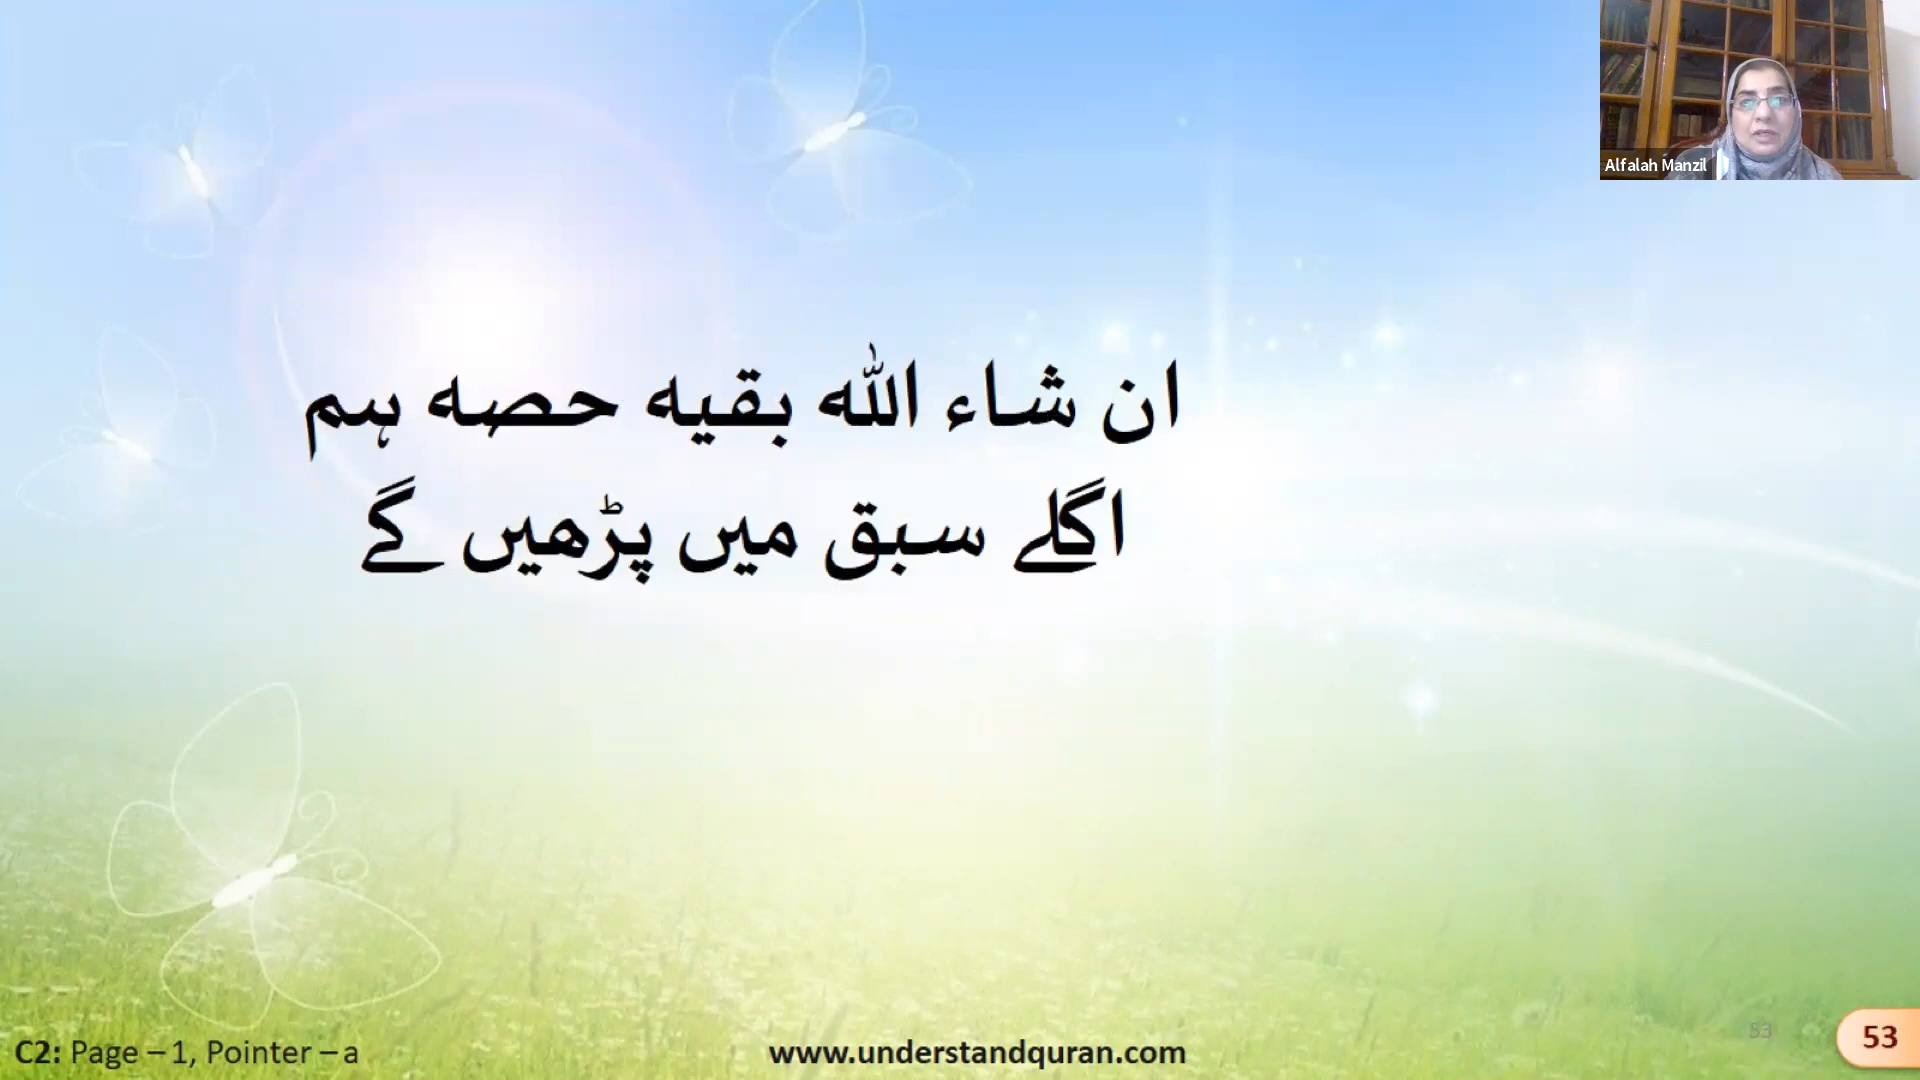 Alfalah Manzil
ان شاء اللہ بقیہ حصہ ہم
اگلے سبق میں پڑھیں گے
C2: Page – 1, Pointer – a
www.understandquran.com
53
53